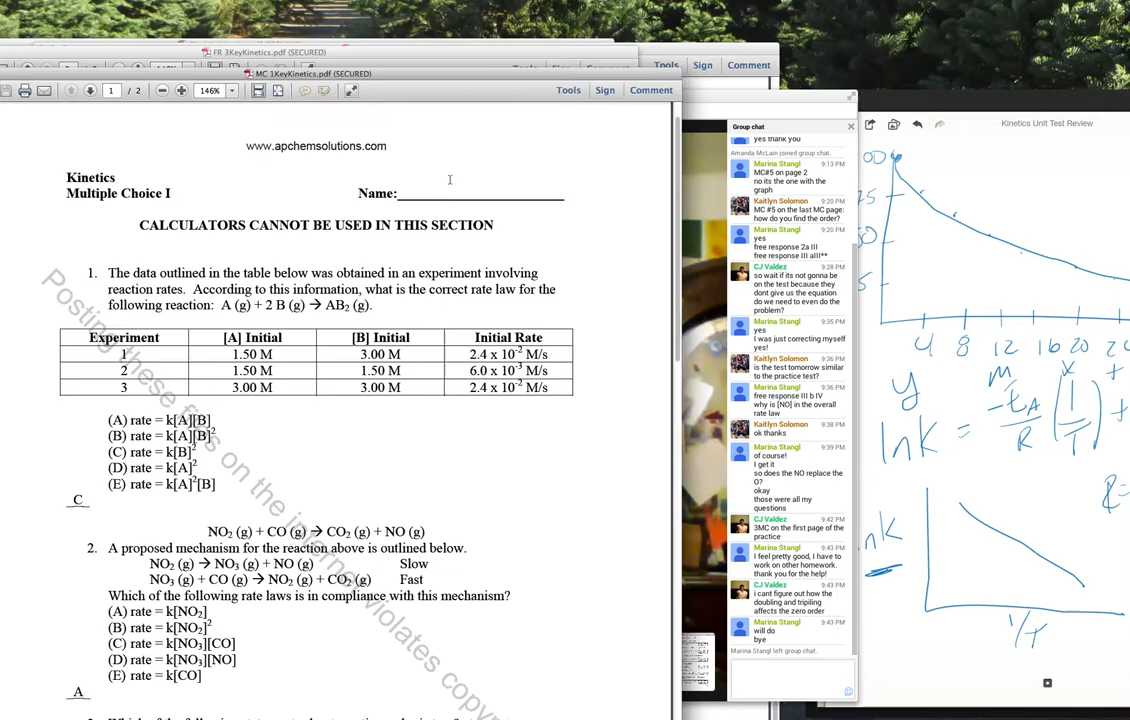 FR 3KeyKinetics.pdf (SECURED)
Tools Sign Comment
MC 1KeyKinetics.pdf (SECURED)
1 / 2 146% Tools Sign Comment
www.apchemsolutions.com
Kinetics
Multiple Choice I Name:
CALCULATORS CANNOT BE USED IN THIS SECTION
1. The data outlined in the table below was obtained in an experiment involving
reaction rates. According to this information, what is the correct rate law for the
following reaction: A (g) + 2 B (g) → AB₂ (g).
Experiment [A] Initial [B] Initial Initial Rate
1 1.50 M 3.00 M 2.4 x 10⁻² M/s
2 1.50 M 1.50 M 6.0 x 10⁻³ M/s
3 3.00 M 3.00 M 2.4 x 10⁻² M/s
(A) rate = k[A][B]
(B) rate = k[A][B]²
(C) rate = k[B]²
(D) rate = k[A]²
(E) rate = k[A]²[B]
C
NO₂ (g) + CO (g) → CO₂ (g) + NO (g)
2. A proposed mechanism for the reaction above is outlined below.
NO₂ (g) → NO₃ (g) + NO (g) Slow
NO₃ (g) + CO (g) → NO₂ (g) + CO₂ (g) Fast
Which of the following rate laws is in compliance with this mechanism?
(A) rate = k[NO₂]
(B) rate = k[NO₂]²
(C) rate = k[NO₃][CO]
(D) rate = k[NO₃][NO]
(E) rate = k[CO]
A
Posting these files on the internet violates copy
Group chat
yes thank you
Amanda McLain joined group chat.
Marina Stangl 9:13 PM
MC#5 on page 2
no its the one with the
graph
Kaitlyn Solomon 9:20 PM
MC #5 on the last MC page:
how do you find the order?
Marina Stangl 9:20 PM
yes
free response 2a III
free response III aIII**
CJ Valdez 9:28 PM
so wait if its not gonna be
on the test because they
dont give us the equation
do we need to even do the
problem?
Marina Stangl 9:35 PM
yes
I was just correcting myself
yes!
Kaitlyn Solomon 9:36 PM
is the test tomorrow similar
to the practice test?
Marina Stangl 9:36 PM
free response III b IV
why is [NO] in the overall
rate law
Kaitlyn Solomon 9:38 PM
ok thanks
Marina Stangl 9:39 PM
of course!
I get it
so does the NO replace the
O?
okay
those were all my
questions
CJ Valdez 9:42 PM
3MC on the first page of the
practice
Marina Stangl 9:43 PM
I feel pretty good, I have to
work on other homework.
thank you for the help!
CJ Valdez 9:43 PM
i cant figure out how the
doubling and tripiling
affects the zero order
Marina Stangl 9:43 PM
will do
bye
Marina Stangl left group chat.
Kinetics Unit Test Review
4 8 12 16 20
y m x +
lnK = -EA/R (1/T) +
R=
nK
1/T